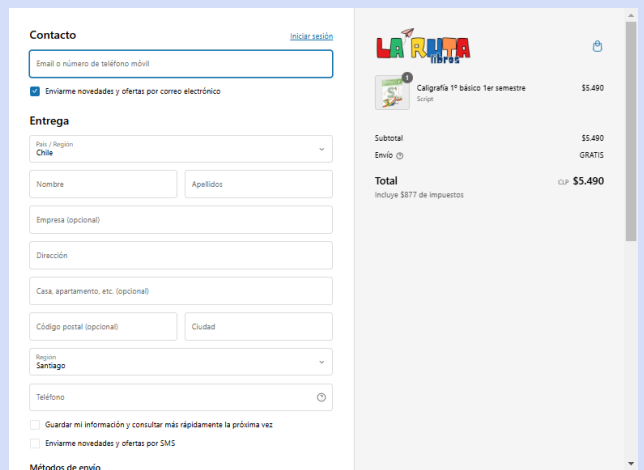 Contacto
Iniciar sesión
Email o número de teléfono móvil
Enviarme novedades y ofertas por correo electrónico
Entrega
País / Región
Chile
Nombre
Apellidos
Empresa (opcional)
Dirección
Casa, apartamento, etc. (opcional)
Código postal (opcional)
Ciudad
Región
Santiago
Teléfono
Guardar mi información y consultar más rápidamente la próxima vez
Enviarme novedades y ofertas por SMS
Métodos de envío
LA RUTA
libros
1
Caligrafía 1º básico 1er semestre
$5.490
Script
Subtotal
$5.490
Envío
GRATIS
Total
CLP $5.490
Incluye $877 de impuestos